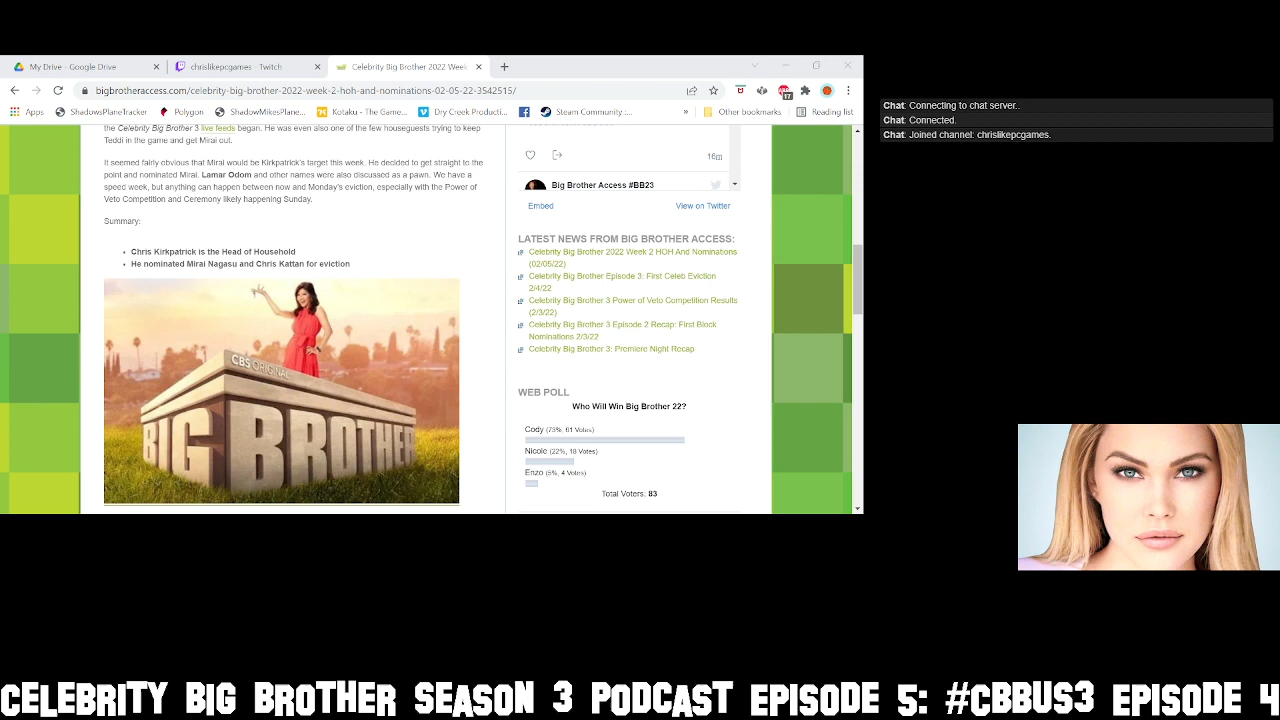 My Drive - Google Drive
chrislikepcgames - Twitch
Celebrity Big Brother 2022 Week
bigbrotheraccess.com/celebrity-big-brother-2022-week-2-hoh-and-nominations-02-05-22-3542515/
17
Apps
ShadowsPlaneTracker
Polygon
ShadowMikesPlane...
Kotaku - The Game...
Dry Creek Producti...
Steam Community :...
»
Other bookmarks
Reading list
the Celebrity Big Brother 3 live feeds began. He was even also one of the few houseguests trying to keep
Teddi in the game and get Mirai out.
It seemed fairly obvious that Mirai would be Kirkpatrick's target this week. He decided to get straight to the
point and nominated Mirai. Lamar Odom and other names were also discussed as a pawn. We have a
speed week, but anything can happen between now and Monday's eviction, especially with the Power of
Veto Competition and Ceremony likely happening Sunday.
Summary:
• Chris Kirkpatrick is the Head of Household
• He nominated Mirai Nagasu and Chris Kattan for eviction
CBS ORIGINAL
BIG BROTHER
16m
Big Brother Access #BB23
Embed
View on Twitter
LATEST NEWS FROM BIG BROTHER ACCESS:
Celebrity Big Brother 2022 Week 2 HOH And Nominations
(02/05/22)
Celebrity Big Brother Episode 3: First Celeb Eviction
2/4/22
Celebrity Big Brother 3 Power of Veto Competition Results
(2/3/22)
Celebrity Big Brother 3 Episode 2 Recap: First Block
Nominations 2/3/22
Celebrity Big Brother 3: Premiere Night Recap
WEB POLL
Who Will Win Big Brother 22?
Cody (73%, 61 Votes)
Nicole (22%, 18 Votes)
Enzo (5%, 4 Votes)
Total Voters: 83
Chat: Connecting to chat server..
Chat: Connected.
Chat: Joined channel: chrislikepcgames.
CELEBRITY BIG BROTHER SEASON 3 PODCAST EPISODE 5: #CBBUS3 EPISODE 4